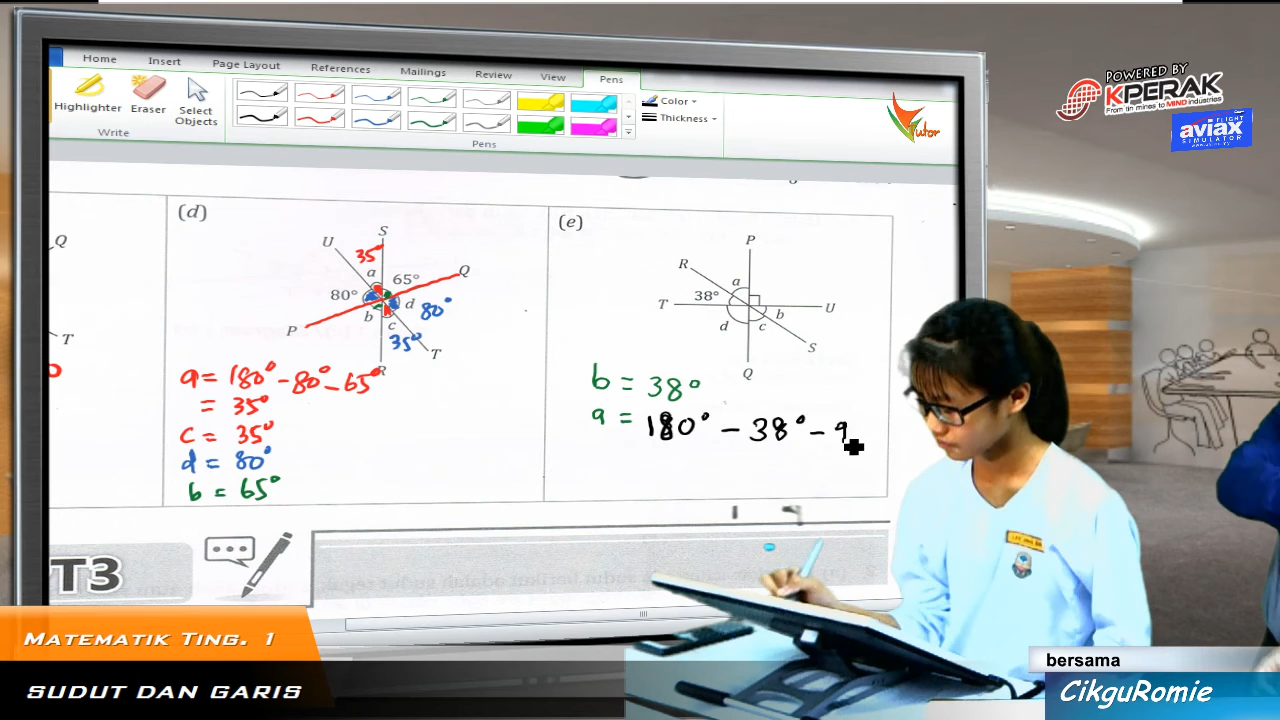 Home Insert Page Layout References Mailings Review View Pens
Highlighter Eraser Select Objects
Color
Thickness
Write
Pens
Tutor
POWERED BY
KPERAK
From tin mines to MIND industries
FLIGHT
aviax
SIMULATOR
(d)
(e)
Q
T
U
S
35°
a
65°
Q
80°
d
80°
P
b
c
35°
T
R
P
R
a
T
38°
U
b
d
c
S
Q
a = 180° - 80° - 65°
= 35°
c = 35°
d = 80°
b = 65°
b = 38°
a = 180° - 38° - 9
T3
MATEMATIK TING. 1
SUDUT DAN GARIS
bersama
CikguRomie